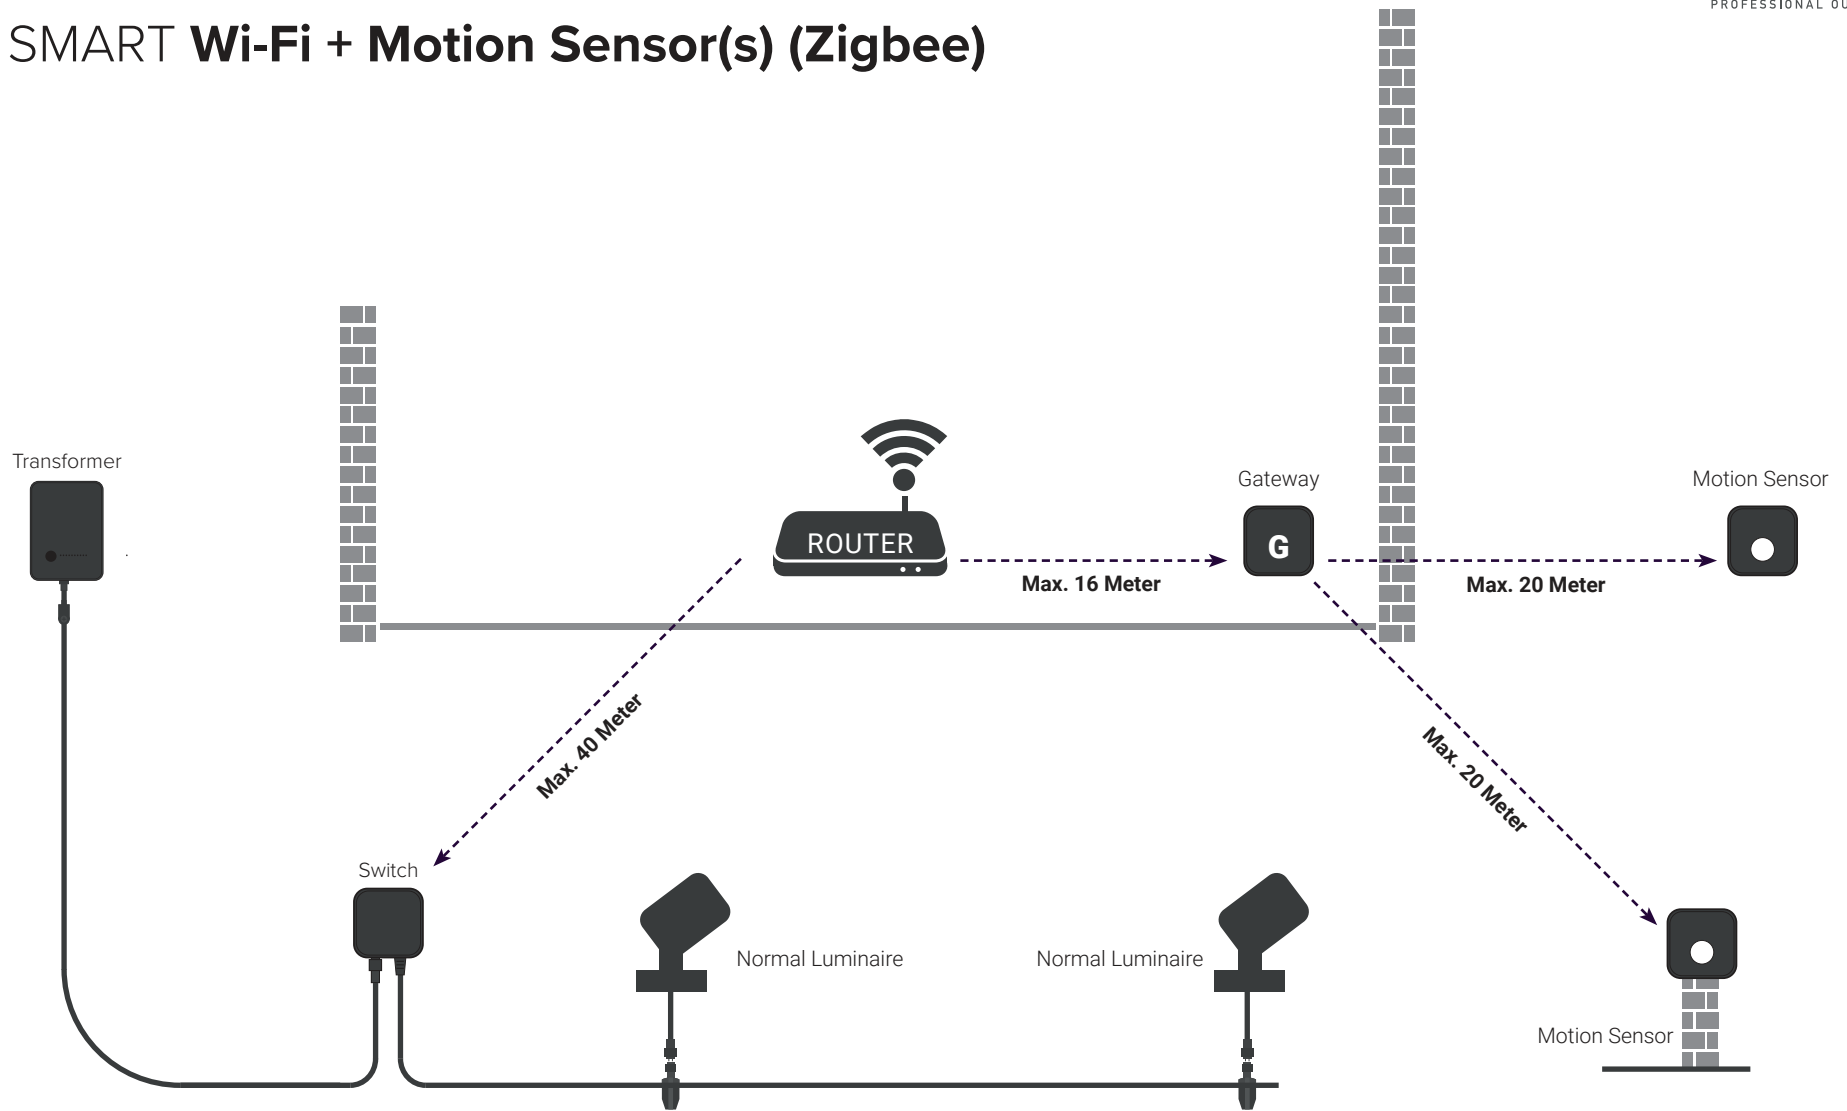 PROFESSIONAL
SMART Wi-Fi + Motion Sensor(s) (Zigbee)
Transformer
ROUTER
Gateway
G
Motion Sensor
Max. 16 Meter
Max. 20 Meter
Max. 40 Meter
Max. 20 Meter
Switch
Normal Luminaire
Normal Luminaire
Motion Sensor